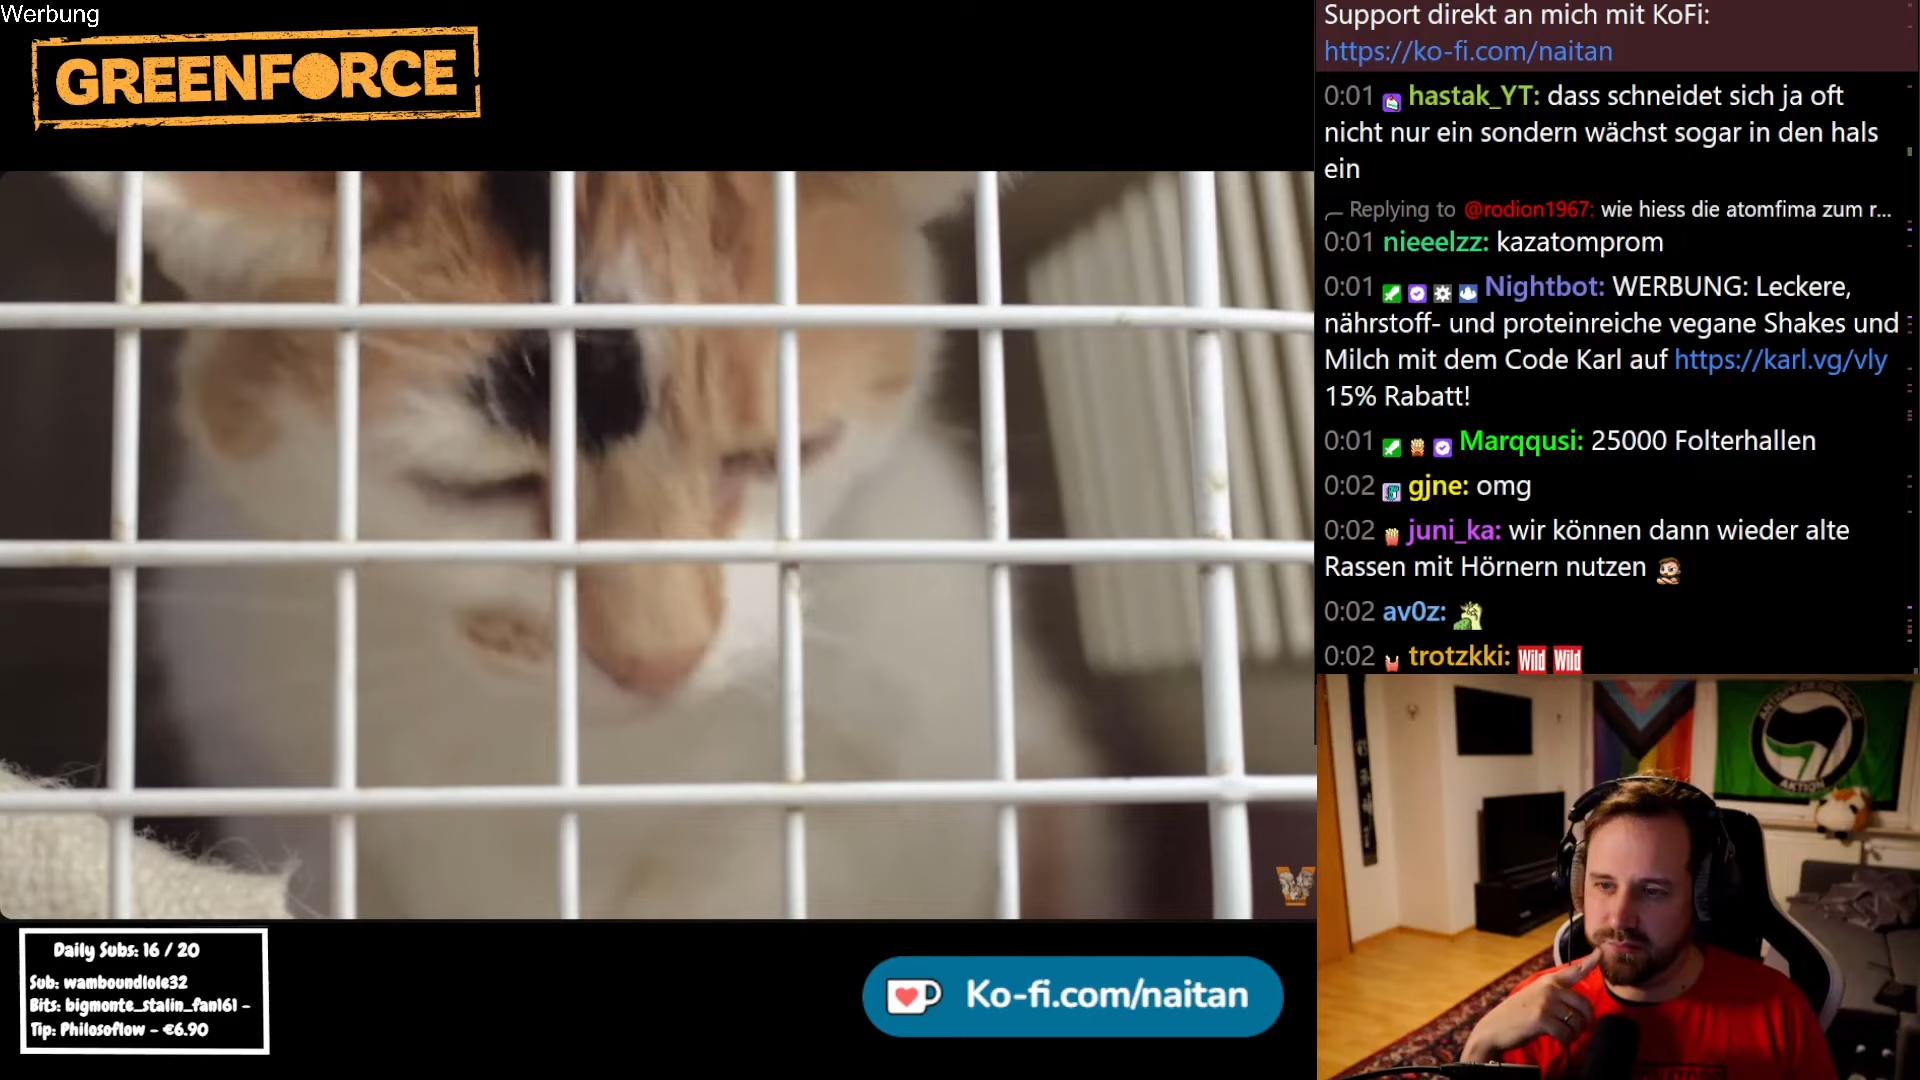 Werbung
GREENFORCE
Support direkt an mich mit KoFi:
https://ko-fi.com/naitan
0:01 hastak_YT: dass schneidet sich ja oft
nicht nur ein sondern wächst sogar in den hals
ein
Replying to @rodion1967: wie hiess die atomfima zum r...
0:01 nieeelzz: kazatomprom
0:01 Nightbot: WERBUNG: Leckere,
nährstoff- und proteinreiche vegane Shakes und
Milch mit dem Code Karl auf https://karl.vg/vly
15% Rabatt!
0:01 Marqqusi: 25000 Folterhallen
0:02 gjne: omg
0:02 juni_ka: wir können dann wieder alte
Rassen mit Hörnern nutzen
0:02 av0z:
0:02 trotzkki: Wild Wild
AKTION
Daily Subs: 16 / 20
Sub: wamboundlole32
Bits: bigmonte_stalin_fan161 -
Tip: Philosoflow - €6.90
Ko-fi.com/naitan